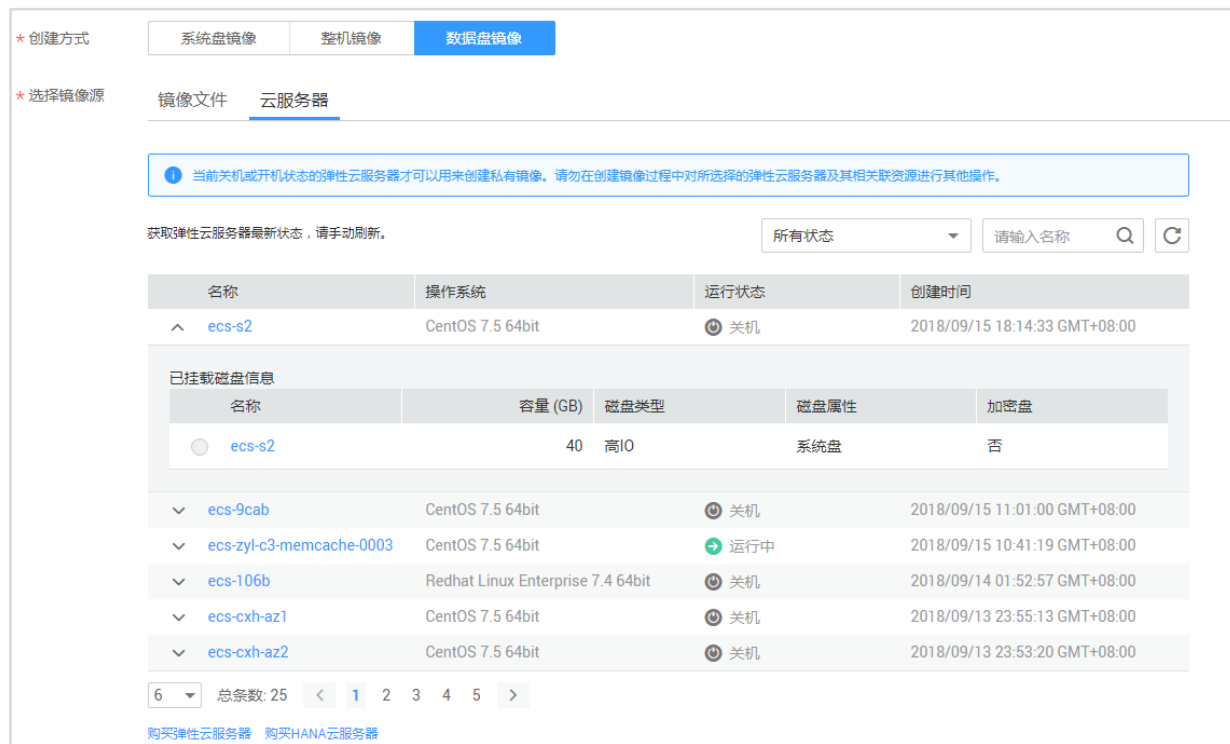 * 创建方式 系统盘镜像 整机镜像 数据盘镜像
* 选择镜像源 镜像文件 云服务器
当前关机或开机状态的弹性云服务器才可以用来创建私有镜像。请勿在创建镜像过程中对所选择的弹性云服务器及其相关联资源进行其他操作。
获取弹性云服务器最新状态，请手动刷新。 所有状态 请输入名称
名称 操作系统 运行状态 创建时间
ecs-s2 CentOS 7.5 64bit 关机 2018/09/15 18:14:33 GMT+08:00
已挂载磁盘信息
名称 容量 (GB) 磁盘类型 磁盘属性 加密盘
ecs-s2 40 高IO 系统盘 否
ecs-9cab CentOS 7.5 64bit 关机 2018/09/15 11:01:00 GMT+08:00
ecs-zyl-c3-memcache-0003 CentOS 7.5 64bit 运行中 2018/09/15 10:41:19 GMT+08:00
ecs-106b Redhat Linux Enterprise 7.4 64bit 关机 2018/09/14 01:52:57 GMT+08:00
ecs-cxh-az1 CentOS 7.5 64bit 关机 2018/09/13 23:55:13 GMT+08:00
ecs-cxh-az2 CentOS 7.5 64bit 关机 2018/09/13 23:53:20 GMT+08:00
6 总条数: 25 < 1 2 3 4 5 >
购买弹性云服务器 购买HANA云服务器